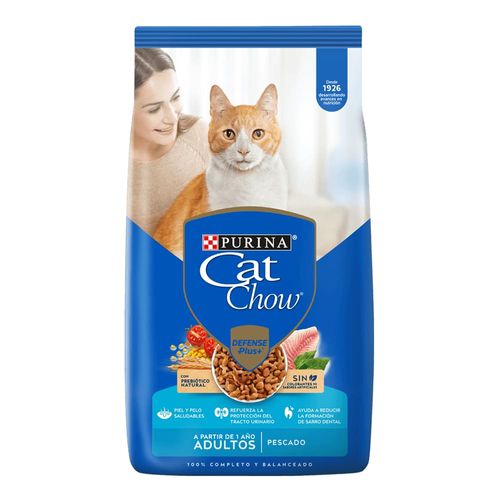 Desde
1926
desarrollando
avances en
nutrición
PURINA®
Cat
Chow®
DEFENSE
Plus+
CON
PREBIÓTICO
NATURAL
SIN
COLORANTES NI
SABORES ARTIFICIALES
PIEL Y PELO
SALUDABLES
REFUERZA LA
PROTECCIÓN DEL
TRACTO URINARIO
AYUDA A REDUCIR
LA FORMACIÓN
DE SARRO DENTAL
A PARTIR DE 1 AÑO
ADULTOS
PESCADO
100% COMPLETO Y BALANCEADO